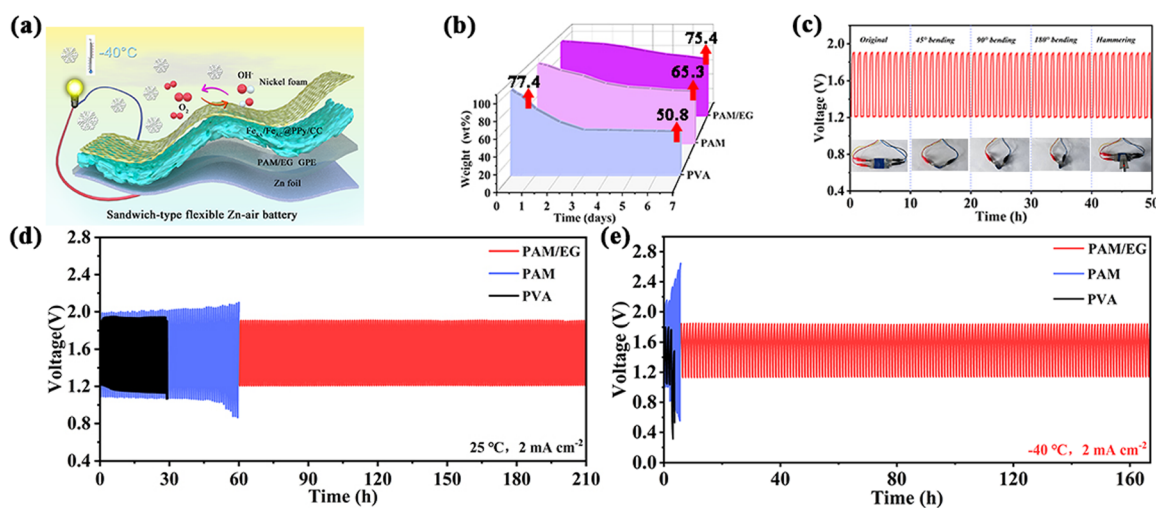 (a)
-40°C
OH-
Nickel foam
O2
@PPy/CC
PAM/EG GPE
Zn foil
Sandwich-type flexible Zn-air battery
(b)
75.4
77.4
65.3
50.8
100
80
60
40
20
0
Weight (wt%)
PAM/EG
PAM
PVA
0 1 2 3 4 5 6 7
Time (days)
(c)
Original 45° bending 90° bending 180° bending Hammering
2.0
1.6
1.2
0.8
0.4
Voltage (V)
0 10 20 30 40 50
Time (h)
(d)
2.8
2.4
2.0
1.6
1.2
0.8
0.4
Voltage(V)
PAM/EG
PAM
PVA
25 °C, 2 mA cm-2
0 30 60 90 120 150 180 210
Time (h)
(e)
2.8
2.4
2.0
1.6
1.2
0.8
0.4
0.0
Voltage (V)
PAM/EG
PAM
PVA
-40 °C, 2 mA cm-2
0 40 80 120 160
Time (h)